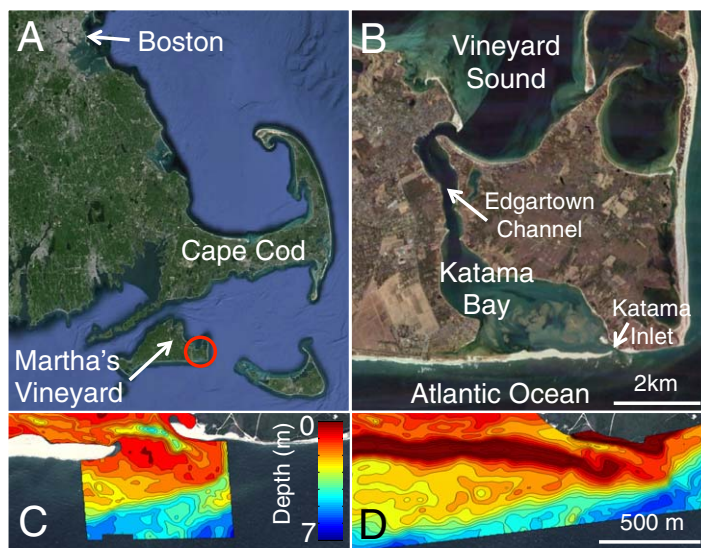 A
Boston
Cape Cod
Martha's
Vineyard
B
Vineyard
Sound
Edgartown
Channel
Katama
Bay
Katama
Inlet
Atlantic Ocean
2km
C
Depth (m)
0
7
D
500 m